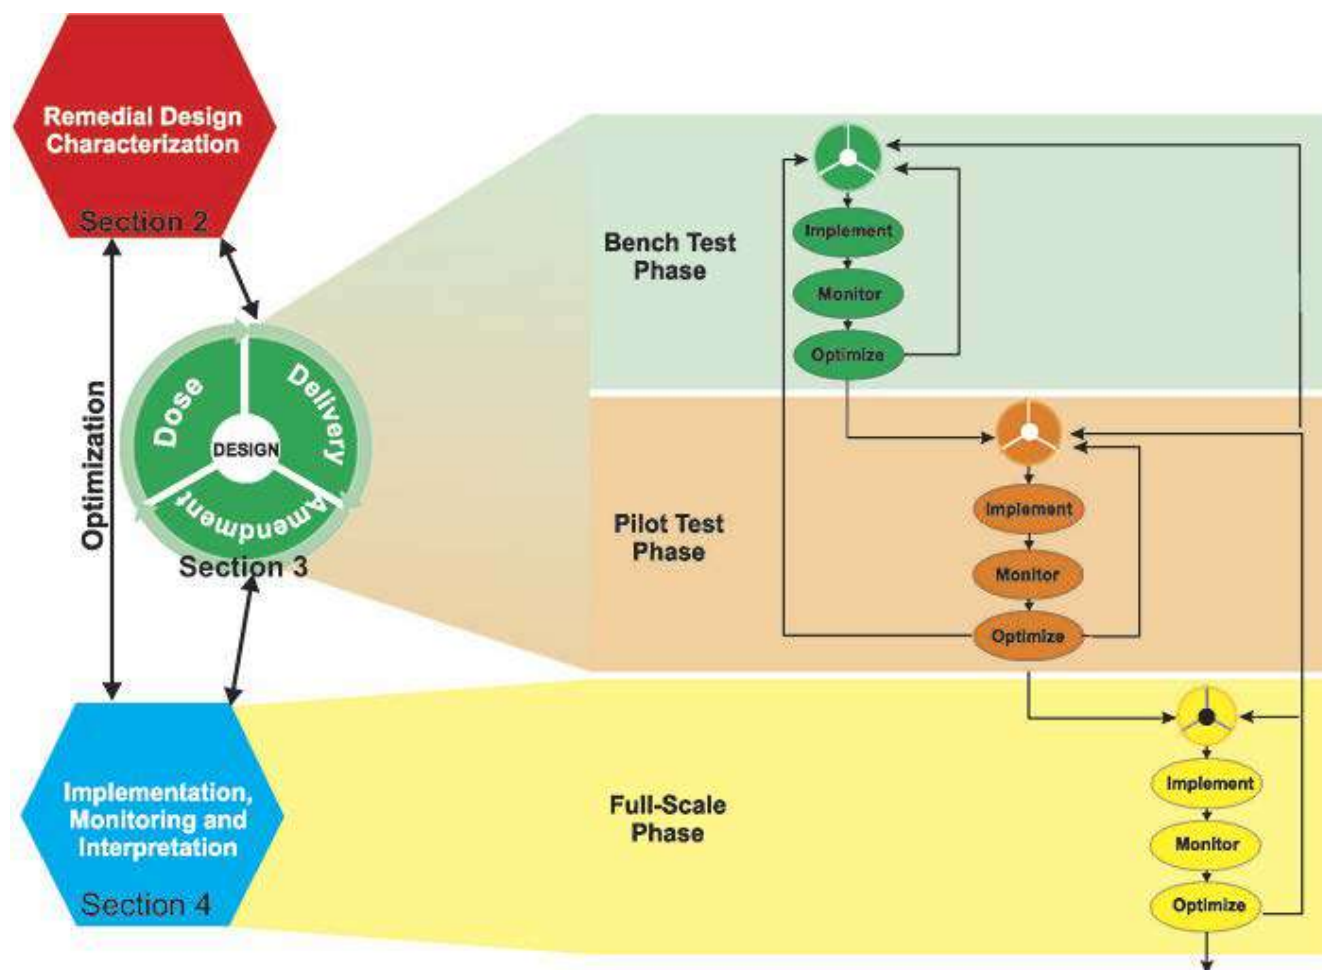 Remedial Design
Characterization
Section 2
Optimization
Dose
Delivery
Amendment
DESIGN
Section 3
Implementation,
Monitoring and
Interpretation
Section 4
Bench Test
Phase
Implement
Monitor
Optimize
Pilot Test
Phase
Implement
Monitor
Optimize
Full-Scale
Phase
Implement
Monitor
Optimize